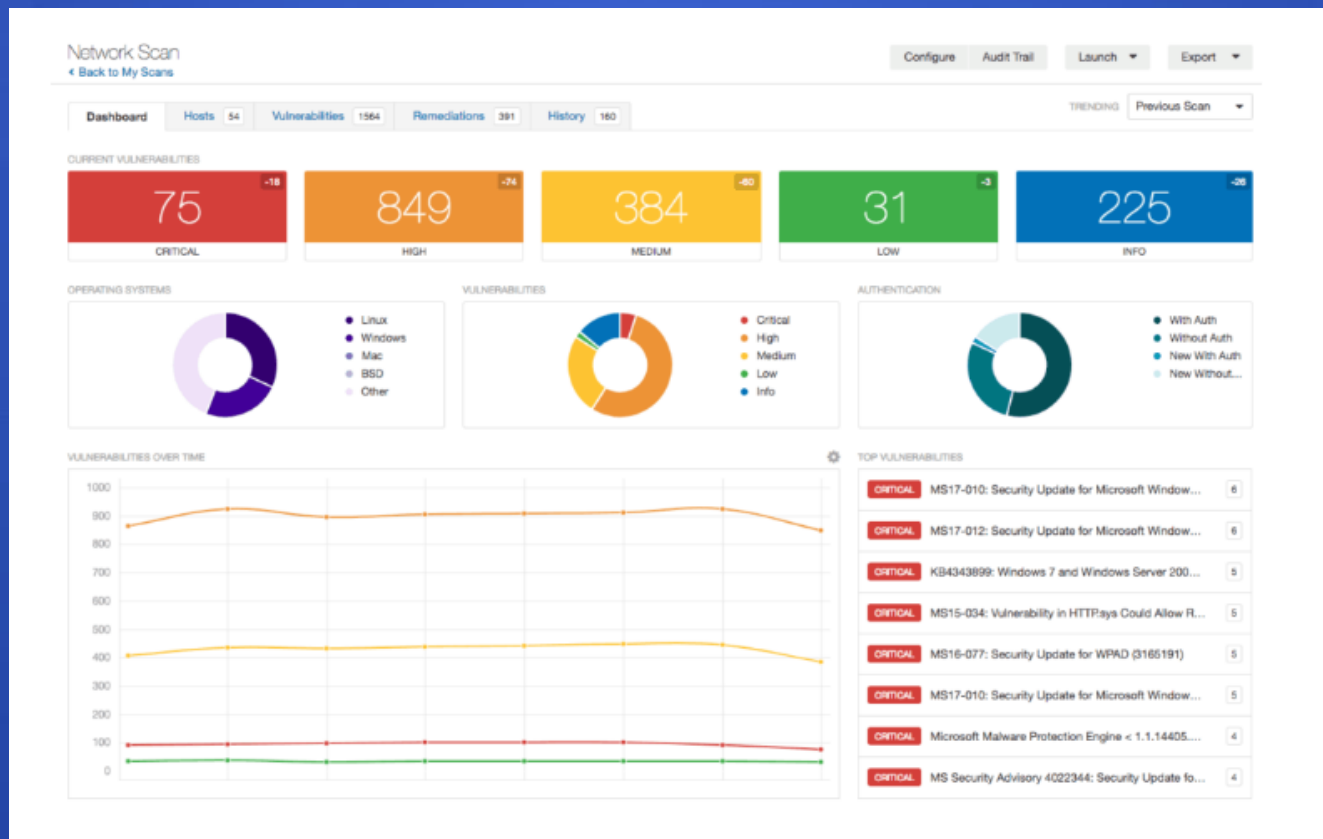 Network Scan
Back to My Scans
Configure
Audit Trail
Launch
Export
Dashboard
Hosts 54
Vulnerabilities 1564
Remediations 391
History 160
TRENDING
Previous Scan
CURRENT VULNERABILITIES
75
-18
CRITICAL
849
-74
HIGH
384
-60
MEDIUM
31
-3
LOW
225
-26
INFO
OPERATING SYSTEMS
Linux
Windows
Mac
BSD
Other
VULNERABILITIES
Critical
High
Medium
Low
Info
AUTHENTICATION
With Auth
Without Auth
New With Auth
New Without...
VULNERABILITIES OVER TIME
1000
900
800
700
600
500
400
300
200
100
0
TOP VULNERABILITIES
CRITICAL MS17-010: Security Update for Microsoft Window... 6
CRITICAL MS17-012: Security Update for Microsoft Window... 6
CRITICAL KB4343899: Windows 7 and Windows Server 200... 5
CRITICAL MS15-034: Vulnerability in HTTP.sys Could Allow R... 5
CRITICAL MS16-077: Security Update for WPAD (3165191) 5
CRITICAL MS17-010: Security Update for Microsoft Window... 5
CRITICAL Microsoft Malware Protection Engine < 1.1.14405.... 4
CRITICAL MS Security Advisory 4022344: Security Update fo... 4